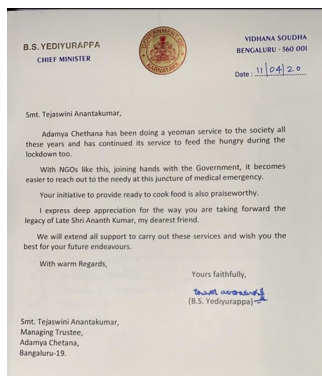 B.S. YEDIYURAPPA
CHIEF MINISTER
GOVERNMENT OF
KARNATAKA
VIDHANA SOUDHA
BENGALURU - 560 001
Date : 11/04/20
Smt. Tejaswini Anantakumar,
Adamya Chethana has been doing a yeoman service to the society all
these years and has continued its service to feed the hungry during the
lockdown too.
With NGOs like this, joining hands with the Government, it becomes
easier to reach out to the needy at this juncture of medical emergency.
Your initiative to provide ready to cook food is also praiseworthy.
I express deep appreciation for the way you are taking forward the
legacy of Late Shri Ananth Kumar, my dearest friend.
We will extend all support to carry out these services and wish you the
best for your future endeavours.
With warm Regards,
Yours faithfully,
(B.S. Yediyurappa)
Smt. Tejaswini Anantakumar,
Managing Trustee,
Adamya Chetana,
Bangaluru-19.